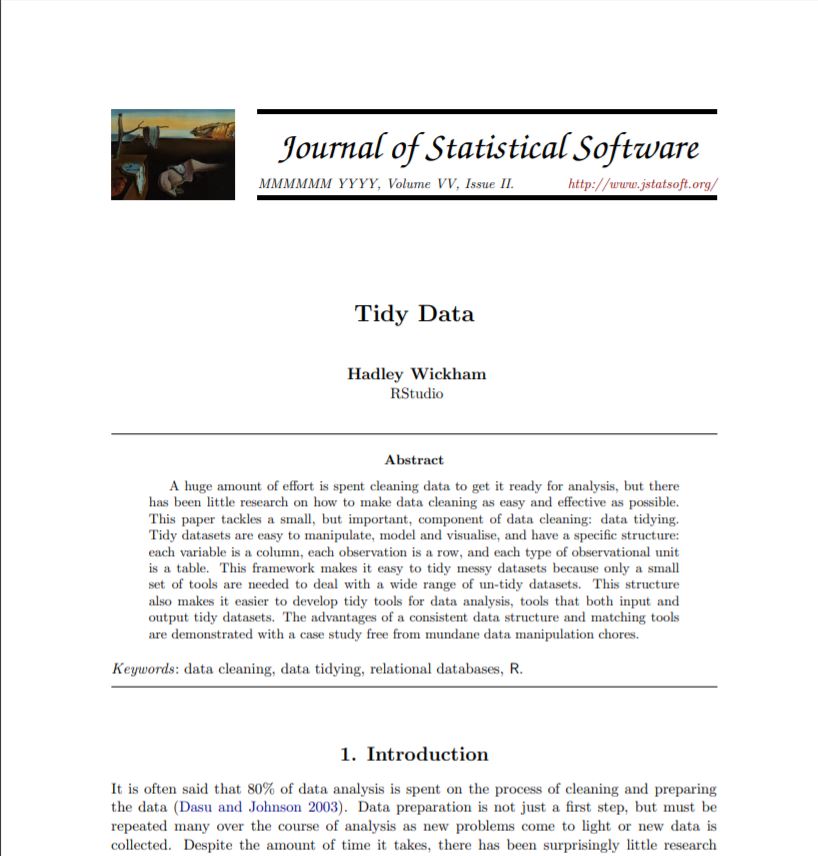 Journal of Statistical Software
MMMMMM YYYY, Volume VV, Issue II. http://www.jstatsoft.org/
Tidy Data
Hadley Wickham
RStudio
Abstract
A huge amount of effort is spent cleaning data to get it ready for analysis, but there
has been little research on how to make data cleaning as easy and effective as possible.
This paper tackles a small, but important, component of data cleaning: data tidying.
Tidy datasets are easy to manipulate, model and visualise, and have a specific structure:
each variable is a column, each observation is a row, and each type of observational unit
is a table. This framework makes it easy to tidy messy datasets because only a small
set of tools are needed to deal with a wide range of un-tidy datasets. This structure
also makes it easier to develop tidy tools for data analysis, tools that both input and
output tidy datasets. The advantages of a consistent data structure and matching tools
are demonstrated with a case study free from mundane data manipulation chores.
Keywords: data cleaning, data tidying, relational databases, R.
1. Introduction
It is often said that 80% of data analysis is spent on the process of cleaning and preparing
the data (Dasu and Johnson 2003). Data preparation is not just a first step, but must be
repeated many over the course of analysis as new problems come to light or new data is
collected. Despite the amount of time it takes, there has been surprisingly little research